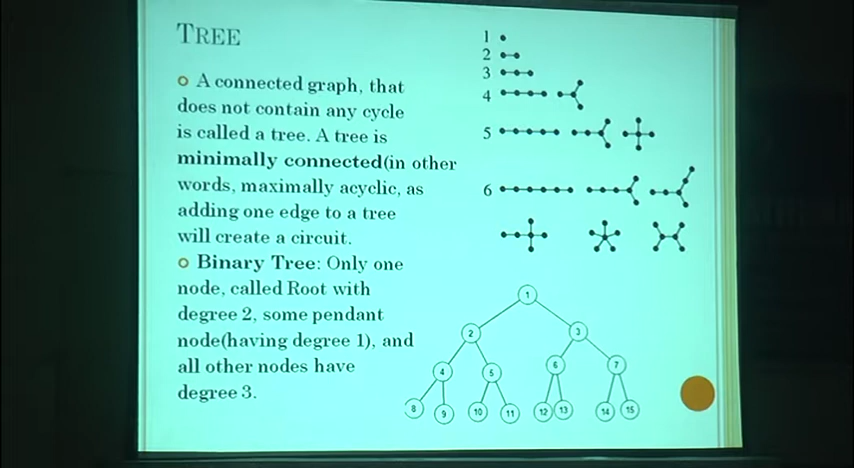 TREE
A connected graph, that
does not contain any cycle
is called a tree. A tree is
minimally connected(in other
words, maximally acyclic, as
adding one edge to a tree
will create a circuit.
Binary Tree: Only one
node, called Root with
degree 2, some pendant
node(having degree 1), and
all other nodes have
degree 3.
1
2
3
4
5
6
1
2 3
4 5 6 7
8 9 10 11 12 13 14 15